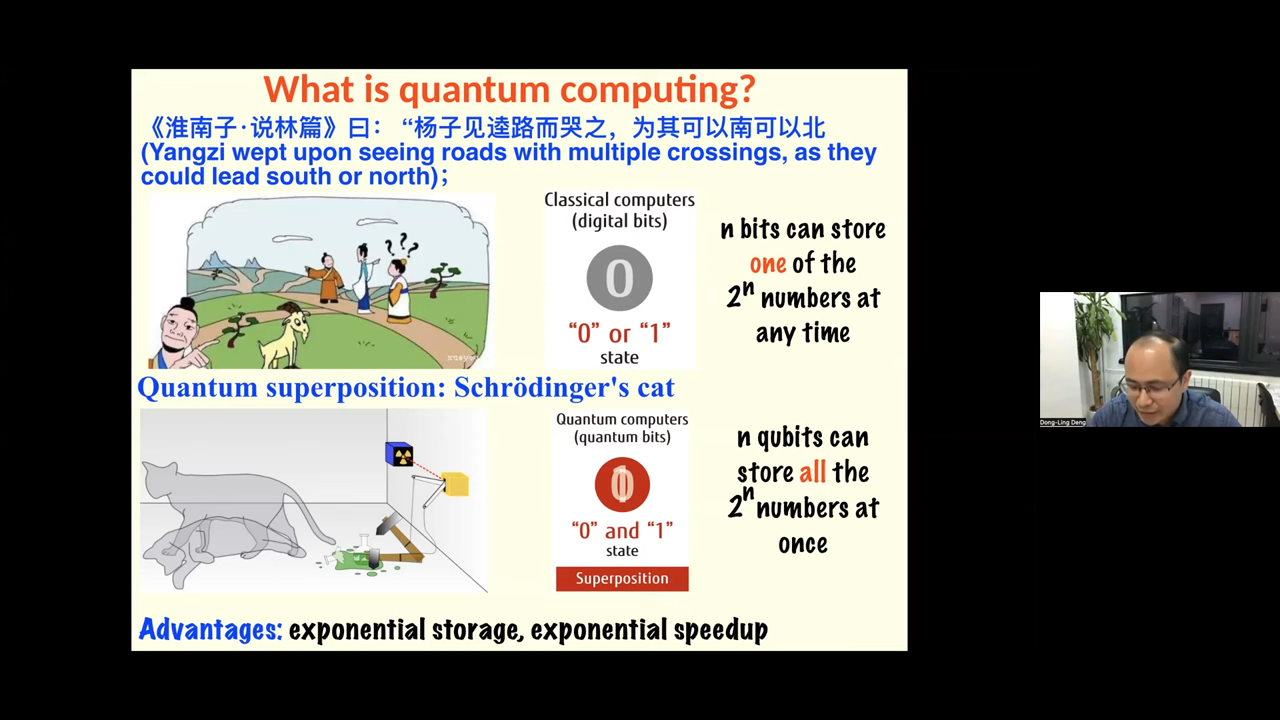 What is quantum computing?
《淮南子·说林篇》曰：“杨子见逵路而哭之，为其可以南可以北
(Yangzi wept upon seeing roads with multiple crossings, as they
could lead south or north)；
Classical computers
(digital bits)
0
“0” or “1”
state
n bits can store
one of the
2^n numbers at
any time
? ? ?
Quantum superposition: Schrödinger's cat
Quantum computers
(quantum bits)
“0” and “1”
state
Superposition
n qubits can
store all the
2^n numbers at
once
Advantages: exponential storage, exponential speedup
Dong-Ling Deng